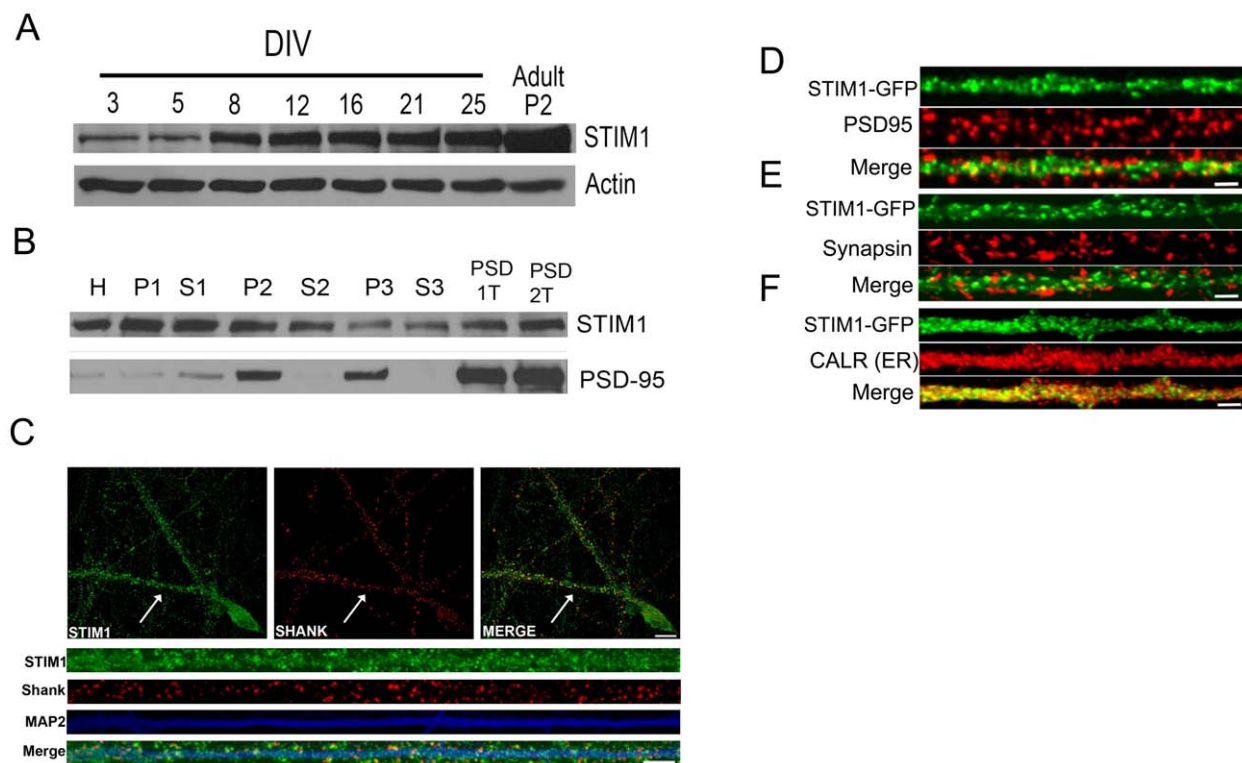 A
DIV
3 5 8 12 16 21 25 Adult P2
STIM1
Actin
B
H P1 S1 P2 S2 P3 S3 PSD 1T PSD 2T
STIM1
PSD-95
C
STIM1 SHANK MERGE
STIM1
Shank
MAP2
Merge
D
STIM1-GFP
PSD95
Merge
E
STIM1-GFP
Synapsin
Merge
F
STIM1-GFP
CALR (ER)
Merge